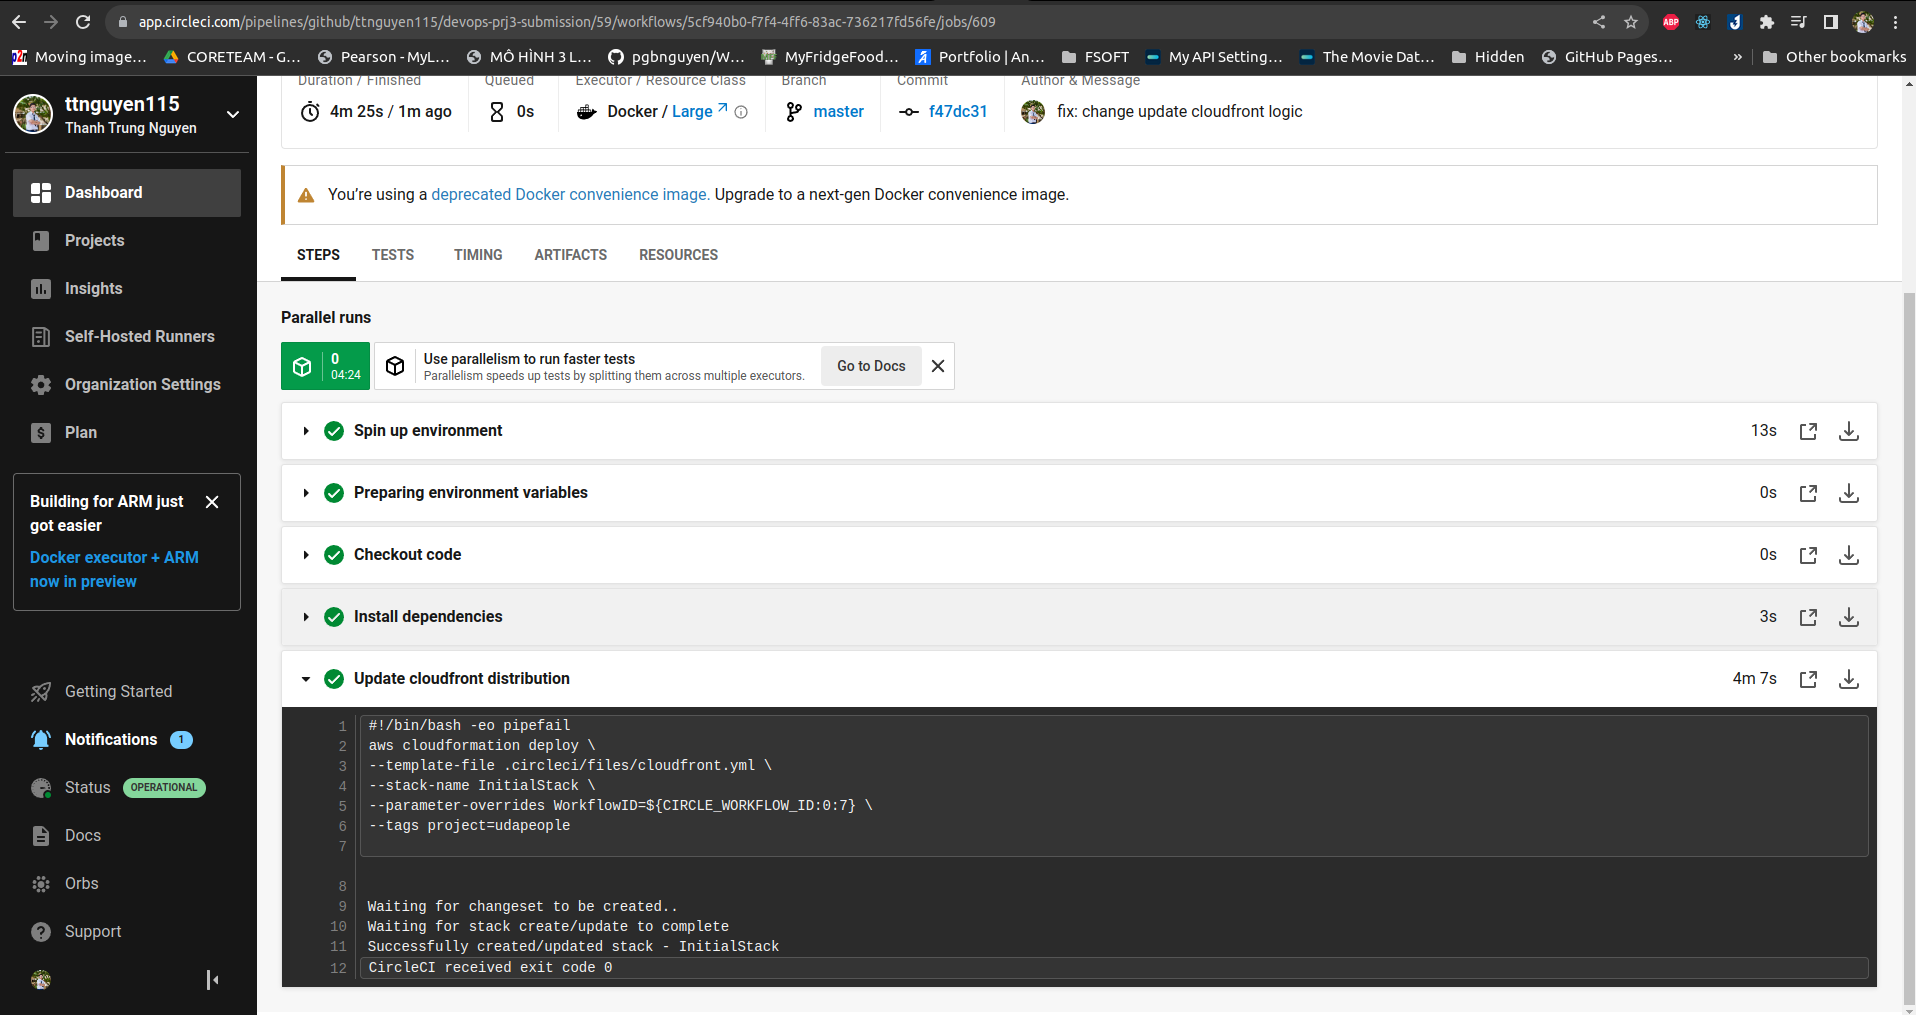 app.circleci.com/pipelines/github/ttnguyen115/devops-prj3-submission/59/workflows/5cf940b0-f7f4-4ff6-83ac-736217fd56fe/jobs/609
Moving image...
CORETEAM - G...
Pearson - MyL...
MÔ HÌNH 3 L...
pgbnguyen/W...
MyFridgeFood...
Portfolio | An...
FSOFT
My API Setting...
The Movie Dat...
Hidden
GitHub Pages...
»
Other bookmarks
ABP
ttnguyen115
Thanh Trung Nguyen
Dashboard
Projects
Insights
Self-Hosted Runners
Organization Settings
Plan
Building for ARM just
got easier
Docker executor + ARM
now in preview
Getting Started
Notifications 1
Status OPERATIONAL
Docs
Orbs
Support
Duration / Finished
4m 25s / 1m ago
Queued
0s
Executor / Resource Class
Docker / Large
Branch
master
Commit
f47dc31
Author & Message
fix: change update cloudfront logic
You’re using a deprecated Docker convenience image. Upgrade to a next-gen Docker convenience image.
STEPS
TESTS
TIMING
ARTIFACTS
RESOURCES
Parallel runs
0
04:24
Use parallelism to run faster tests
Parallelism speeds up tests by splitting them across multiple executors.
Go to Docs
Spin up environment 13s
Preparing environment variables 0s
Checkout code 0s
Install dependencies 3s
Update cloudfront distribution 4m 7s
1 #!/bin/bash -eo pipefail
2 aws cloudformation deploy \
3 --template-file .circleci/files/cloudfront.yml \
4 --stack-name InitialStack \
5 --parameter-overrides WorkflowID=${CIRCLE_WORKFLOW_ID:0:7} \
6 --tags project=udapeople
7
8
9 Waiting for changeset to be created..
10 Waiting for stack create/update to complete
11 Successfully created/updated stack - InitialStack
12 CircleCI received exit code 0